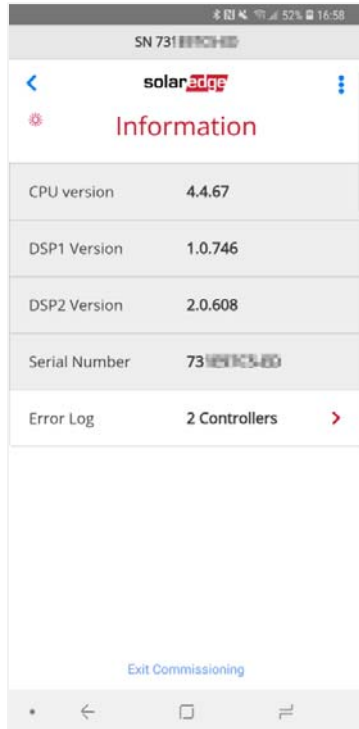 52% 16:58
SN 731
solaredge
Information
CPU version 4.4.67
DSP1 Version 1.0.746
DSP2 Version 2.0.608
Serial Number 73
Error Log 2 Controllers
Exit Commissioning